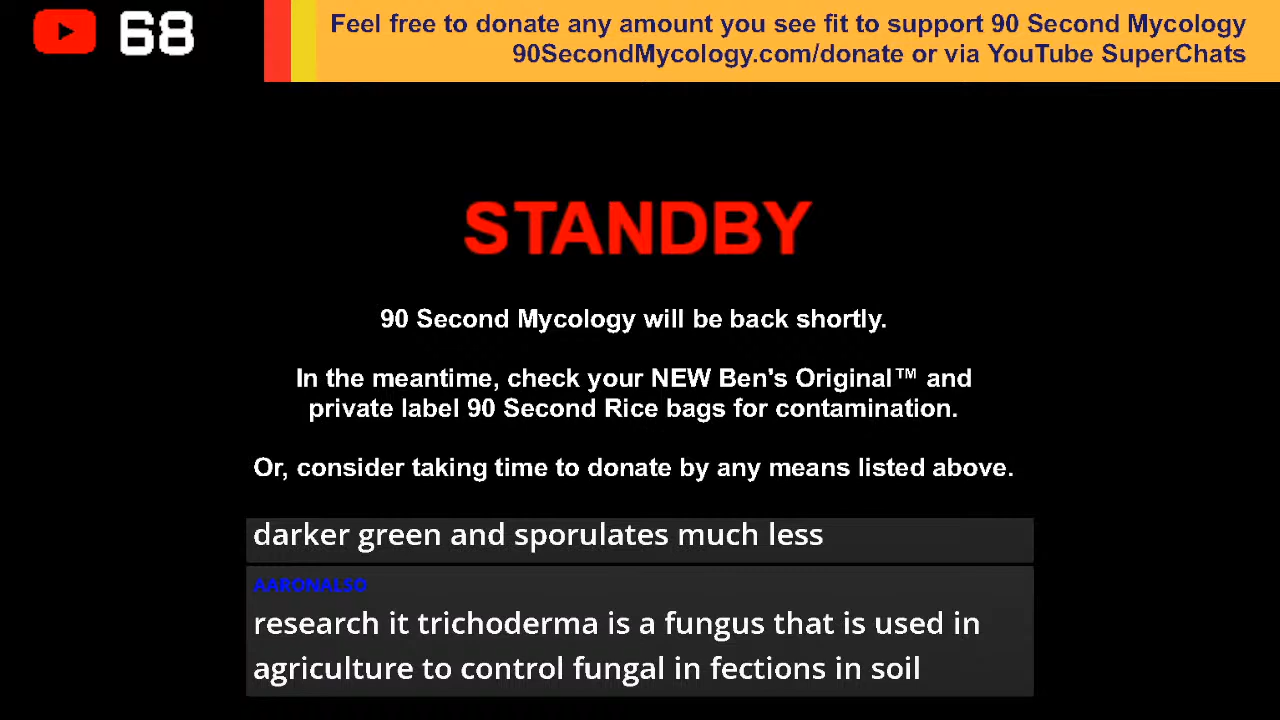 68
Feel free to donate any amount you see fit to support 90 Second Mycology
90SecondMycology.com/donate or via YouTube SuperChats
STANDBY
90 Second Mycology will be back shortly.
In the meantime, check your NEW Ben's Original™ and
private label 90 Second Rice bags for contamination.
Or, consider taking time to donate by any means listed above.
darker green and sporulates much less
AARONALSO
research it trichoderma is a fungus that is used in
agriculture to control fungal in fections in soil